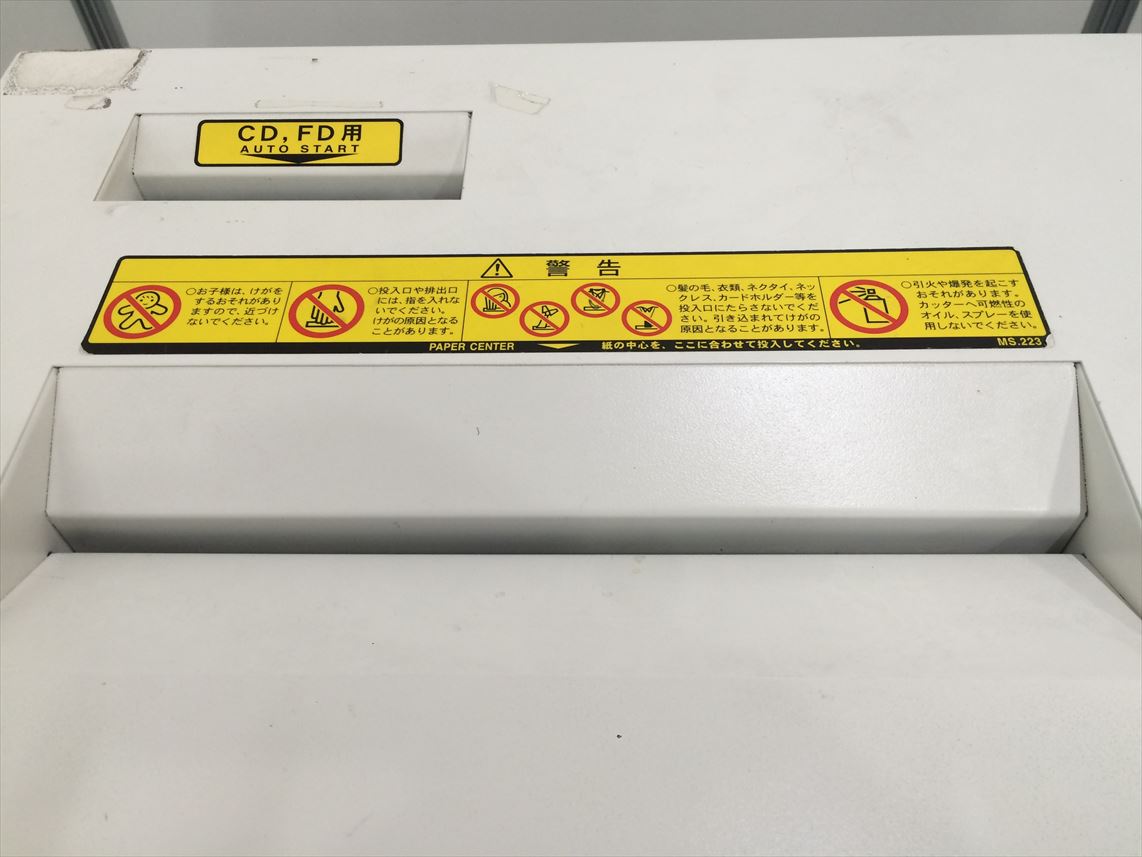 CD, FD用
AUTO START
警告
○お子様は、けがを
するおそれがあり
ますので、近づけ
ないでください。
○投入口や排出口
には、指を入れな
いでください。
けがの原因となる
ことがあります。
○髪の毛、衣類、ネクタイ、ネッ
クレス、カードホルダー等を
投入口にたらさないでくだ
さい。引き込まれてけがの
原因となることがあります。
○引火や爆発を起こす
おそれがあります。
カッターへ可燃性の
オイル、スプレーを使
用しないでください。
PAPER CENTER 紙の中心を、ここに合わせて投入してください。 MS.223